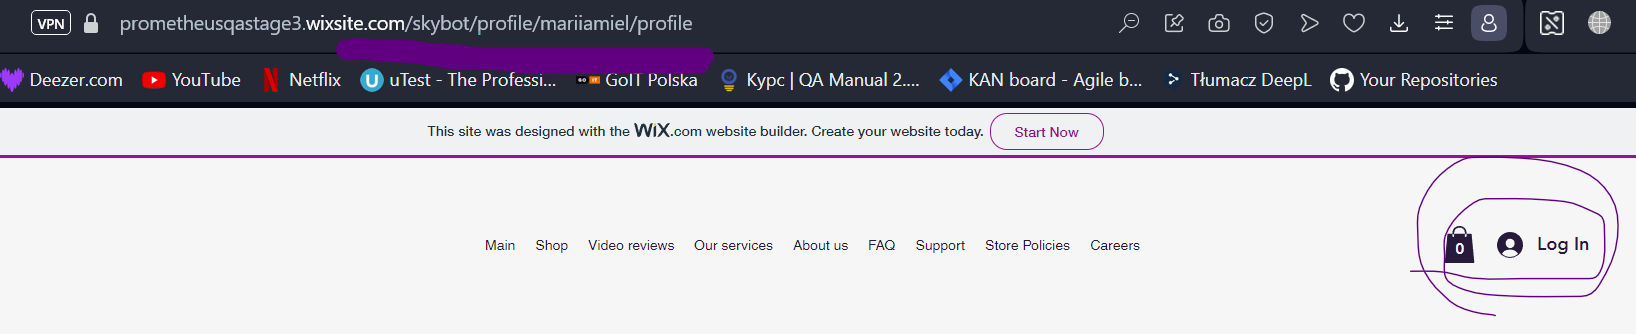 VPN prometheusqastage3.wixsite.com/skybot/profile/mariiamiel/profile
Deezer.com YouTube Netflix uTest - The Professi... GoIT Polska Курс | QA Manual 2.... KAN board - Agile b... Tłumacz DeepL Your Repositories
This site was designed with the WiX.com website builder. Create your website today. Start Now
Main Shop Video reviews Our services About us FAQ Support Store Policies Careers 0 Log In